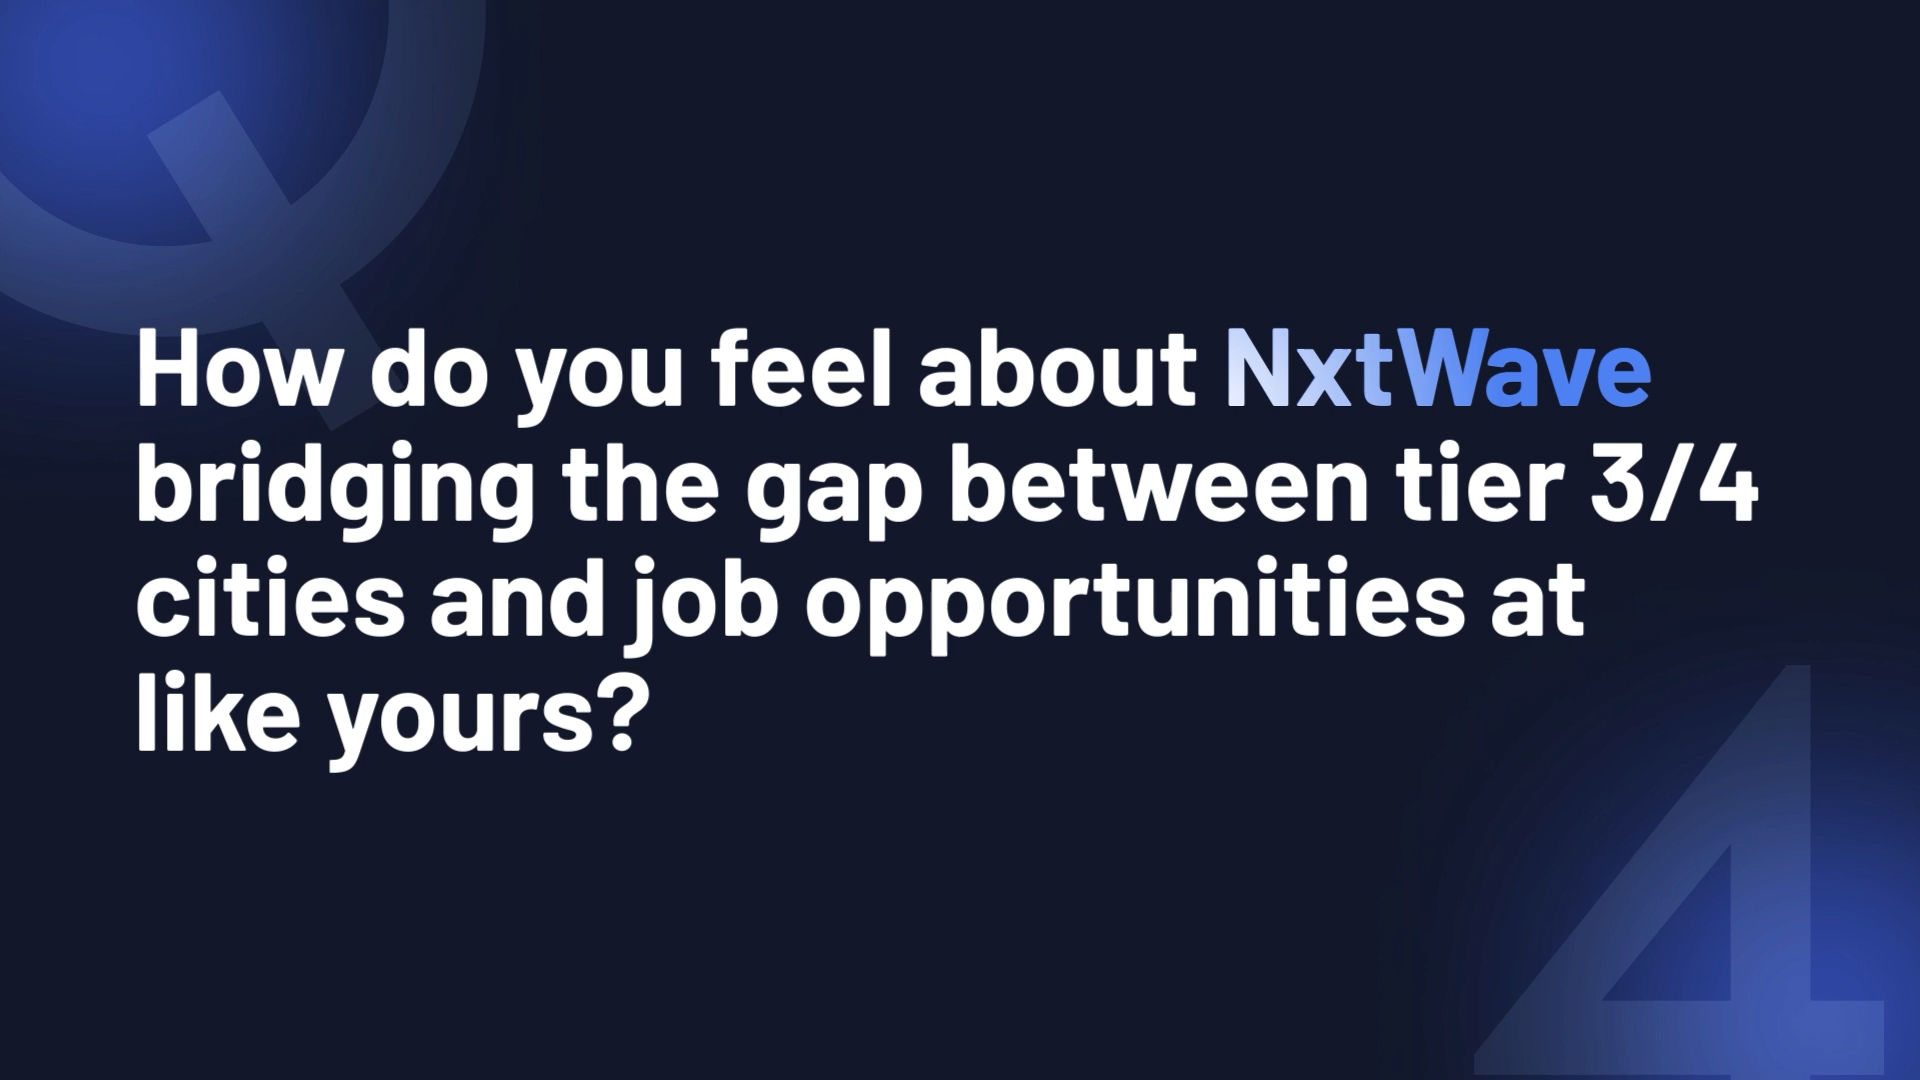 Q
How do you feel about NxtWave
bridging the gap between tier 3/4
cities and job opportunities at
like yours?
4